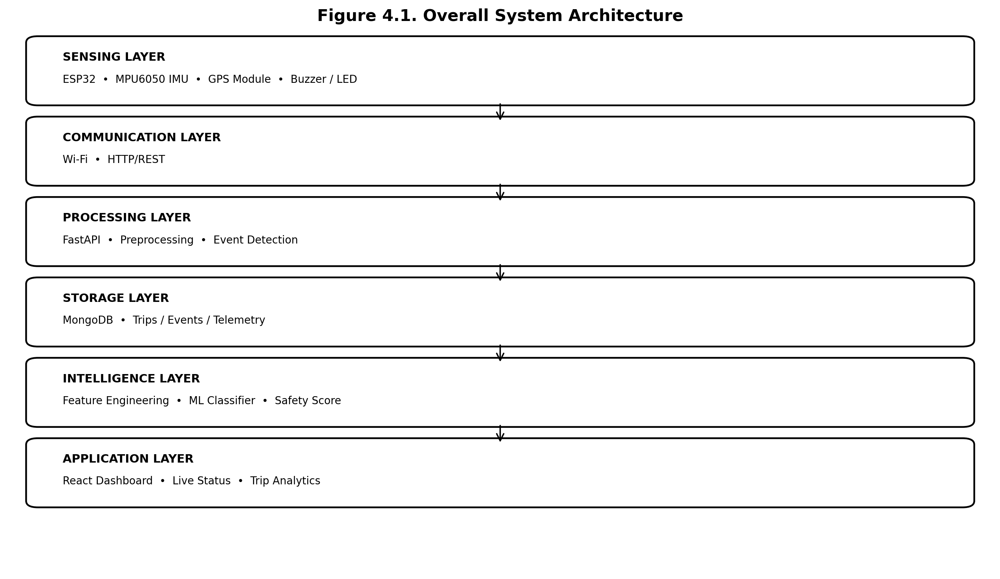 Figure 4.1. Overall System Architecture
SENSING LAYER
ESP32 • MPU6050 IMU • GPS Module • Buzzer / LED
COMMUNICATION LAYER
Wi-Fi • HTTP/REST
PROCESSING LAYER
FastAPI • Preprocessing • Event Detection
STORAGE LAYER
MongoDB • Trips / Events / Telemetry
INTELLIGENCE LAYER
Feature Engineering • ML Classifier • Safety Score
APPLICATION LAYER
React Dashboard • Live Status • Trip Analytics